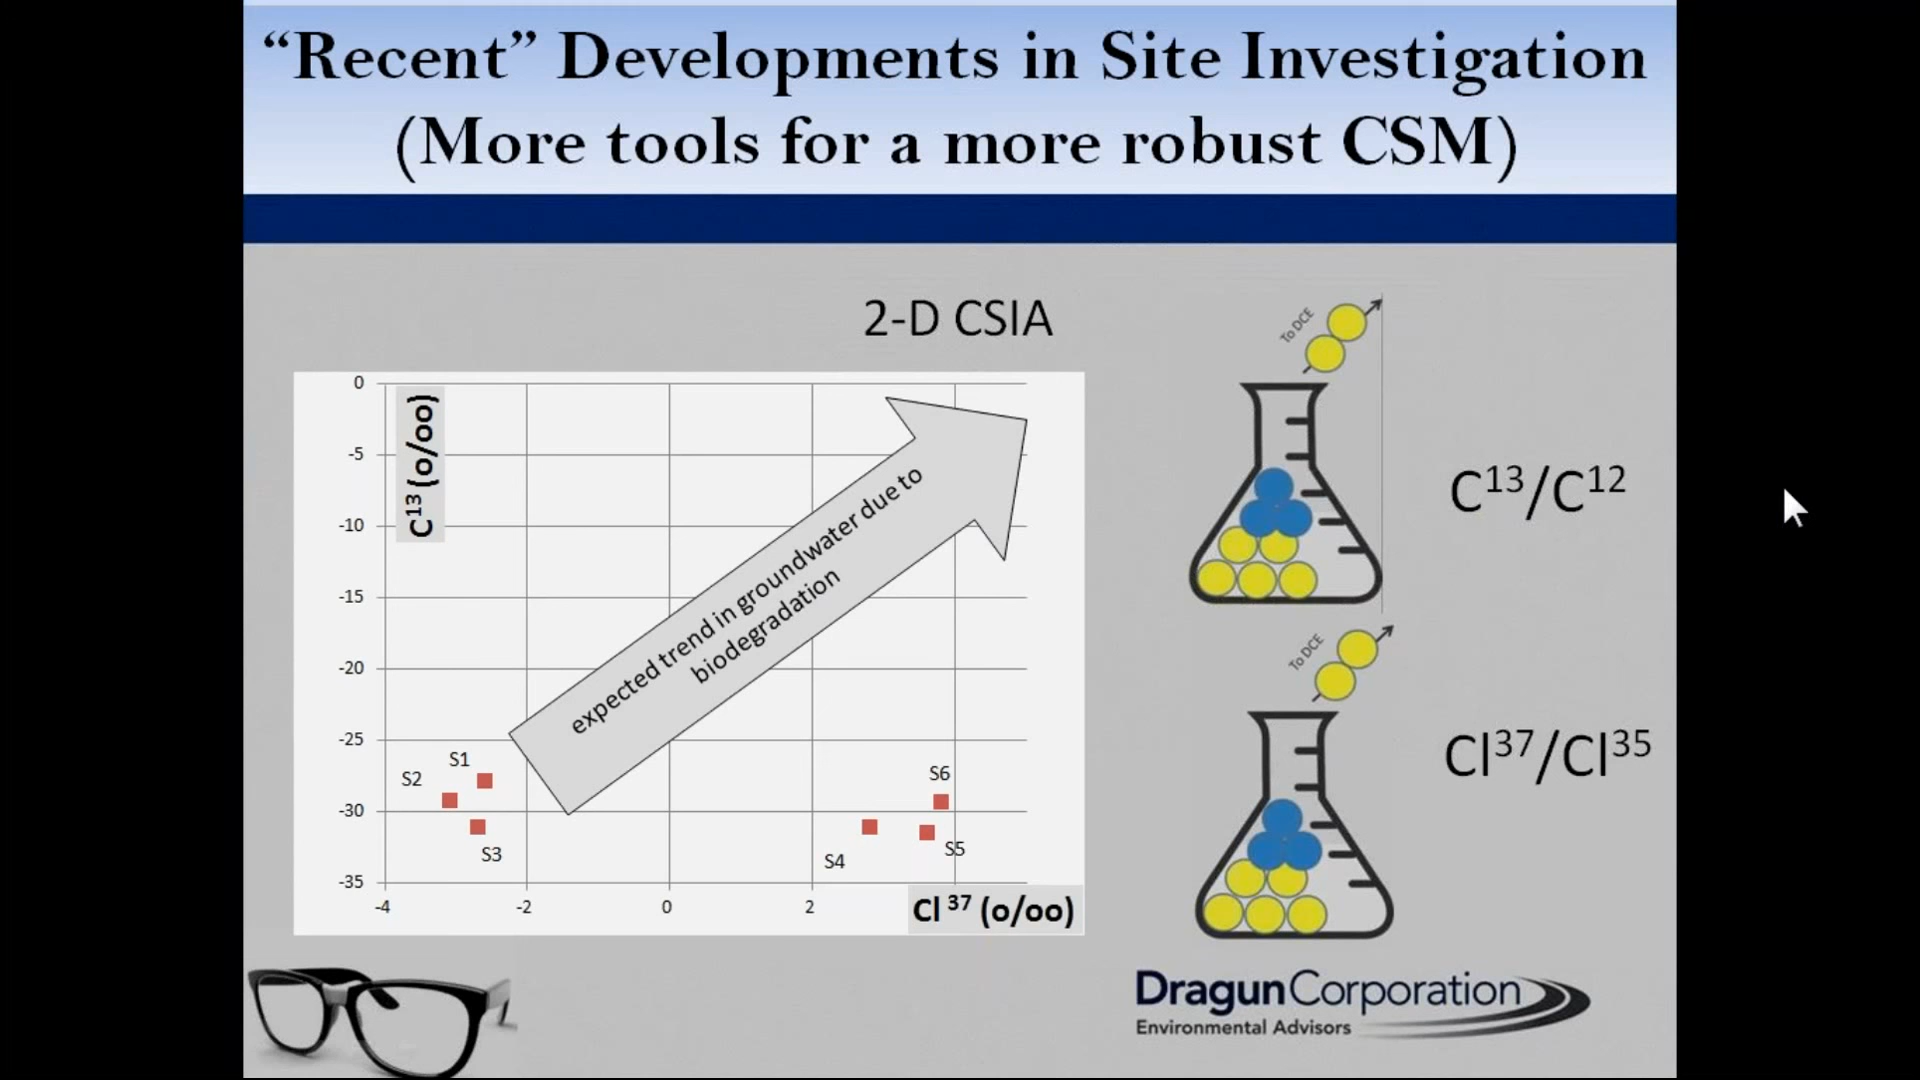 “Recent” Developments in Site Investigation
(More tools for a more robust CSM)
2-D CSIA
0
-5
-10
-15
-20
-25
-30
-35
C¹³ (o/oo)
expected trend in groundwater due to
biodegradation
S1
S2
S3
S4
S5
S6
-4
-2
0
2
Cl ³⁷ (o/oo)
To DCE
C¹³/C¹²
To DCE
Cl³⁷/Cl³⁵
DragunCorporation
Environmental Advisors